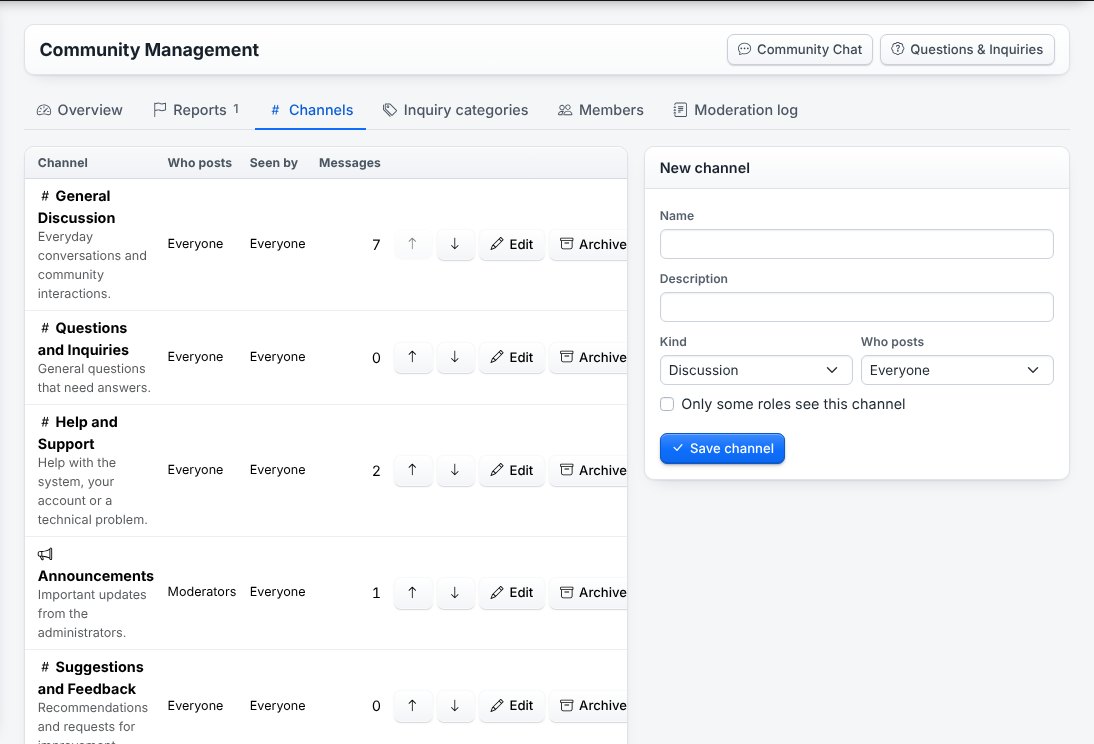 Community Management
Community Chat
Questions & Inquiries
Overview
Reports 1
# Channels
Inquiry categories
Members
Moderation log
Channel Who posts Seen by Messages
# General
Discussion
Everyday
conversations and
community
interactions.
Everyone Everyone 7 ↑ ↓ Edit Archive
# Questions
and Inquiries
General questions
that need answers.
Everyone Everyone 0 ↑ ↓ Edit Archive
# Help and
Support
Help with the
system, your
account or a
technical problem.
Everyone Everyone 2 ↑ ↓ Edit Archive
Announcements
Important updates
from the
administrators.
Moderators Everyone 1 ↑ ↓ Edit Archive
# Suggestions
and Feedback
Recommendations
and requests for
Everyone Everyone 0 ↑ ↓ Edit Archive
New channel
Name
Description
Kind Who posts
Discussion Everyone
Only some roles see this channel
Save channel